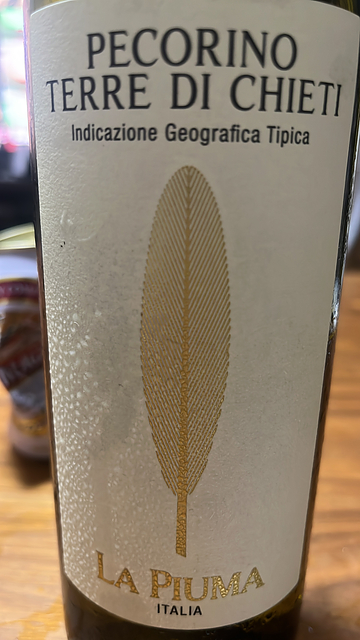 PECORINO
TERRE DI CHIETI
Indicazione Geografica Tipica
LA PIUMA
ITALIA